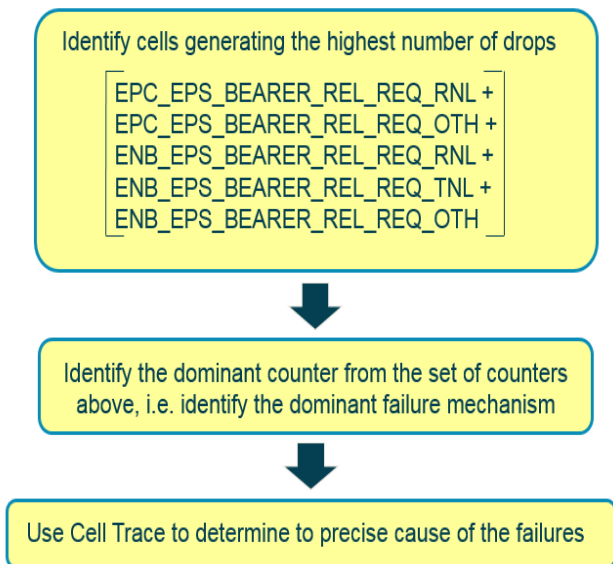 Identify cells generating the highest number of drops
EPC_EPS_BEARER_REL_REQ_RNL +
EPC_EPS_BEARER_REL_REQ_OTH +
ENB_EPS_BEARER_REL_REQ_RNL +
ENB_EPS_BEARER_REL_REQ_TNL +
ENB_EPS_BEARER_REL_REQ_OTH
Identify the dominant counter from the set of counters
above, i.e. identify the dominant failure mechanism
Use Cell Trace to determine to precise cause of the failures